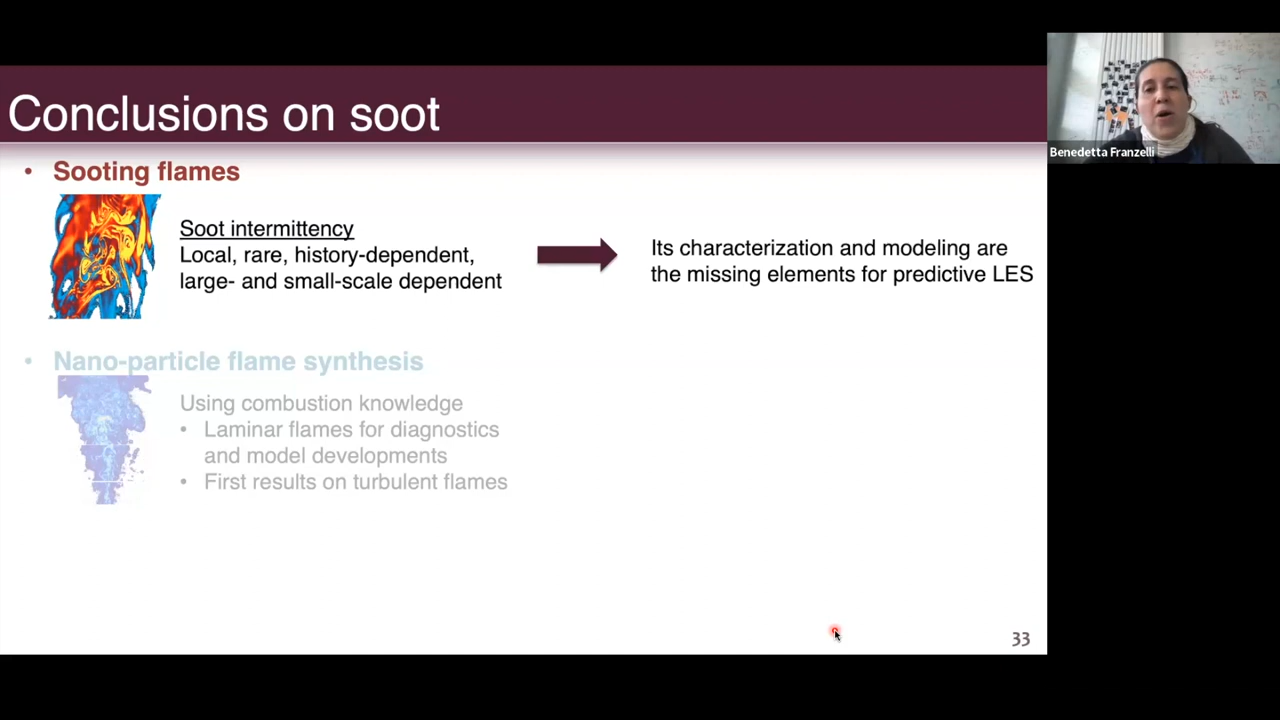 Conclusions on soot
• Sooting flames
Soot intermittency
Local, rare, history-dependent,
large- and small-scale dependent
Its characterization and modeling are
the missing elements for predictive LES
• Nano-particle flame synthesis
Using combustion knowledge
• Laminar flames for diagnostics
and model developments
• First results on turbulent flames
33
Benedetta Franzelli